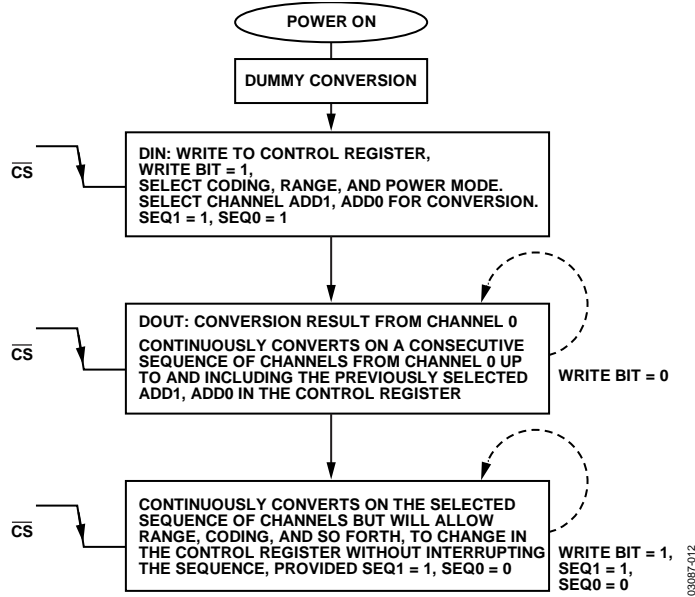 POWER ON
DUMMY CONVERSION
CS
DIN: WRITE TO CONTROL REGISTER,
WRITE BIT = 1,
SELECT CODING, RANGE, AND POWER MODE.
SELECT CHANNEL ADD1, ADD0 FOR CONVERSION.
SEQ1 = 1, SEQ0 = 1
CS
DOUT: CONVERSION RESULT FROM CHANNEL 0
CONTINUOUSLY CONVERTS ON A CONSECUTIVE
SEQUENCE OF CHANNELS FROM CHANNEL 0 UP
TO AND INCLUDING THE PREVIOUSLY SELECTED
ADD1, ADD0 IN THE CONTROL REGISTER
WRITE BIT = 0
CS
CONTINUOUSLY CONVERTS ON THE SELECTED
SEQUENCE OF CHANNELS BUT WILL ALLOW
RANGE, CODING, AND SO FORTH, TO CHANGE IN
THE CONTROL REGISTER WITHOUT INTERRUPTING
THE SEQUENCE, PROVIDED SEQ1 = 1, SEQ0 = 0
WRITE BIT = 1,
SEQ1 = 1,
SEQ0 = 0
03087-012